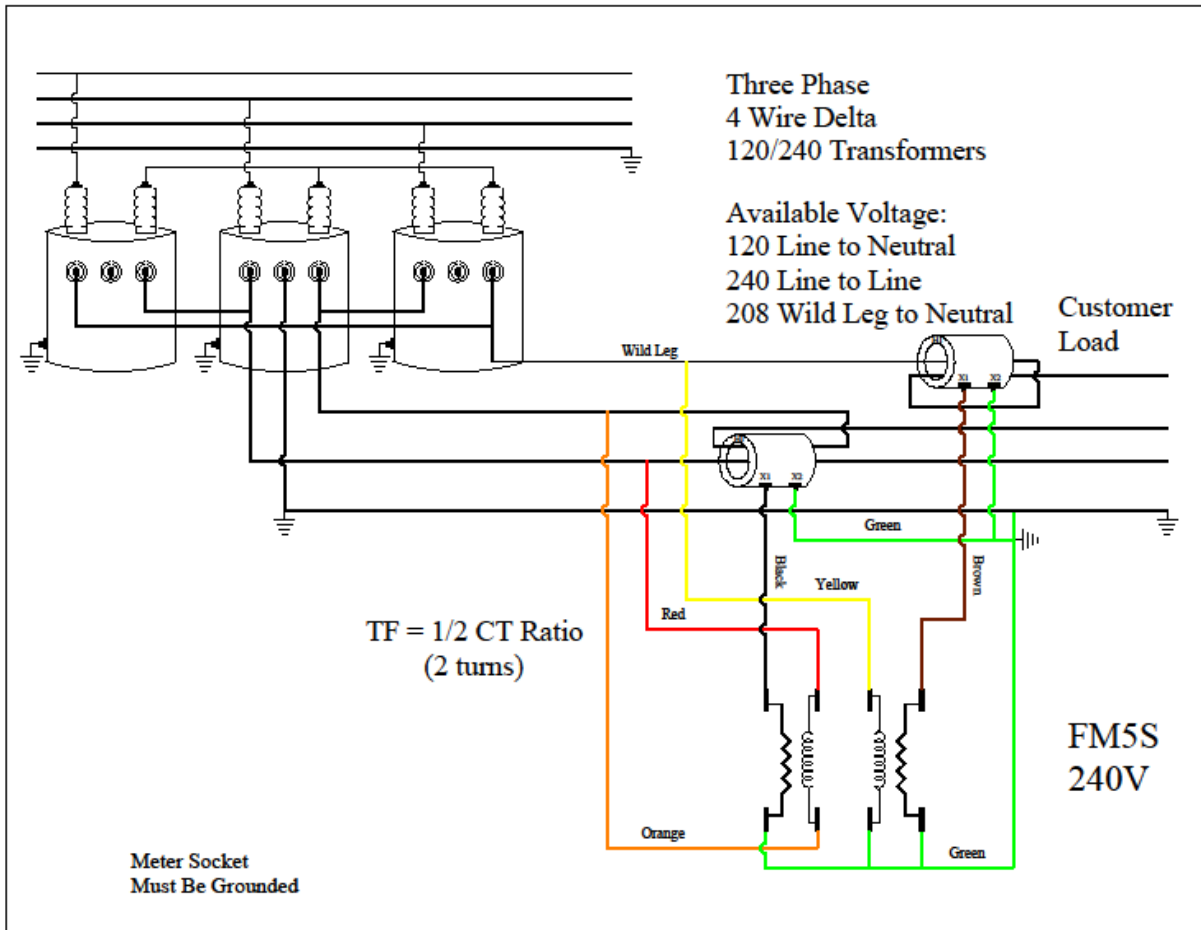 Three Phase
4 Wire Delta
120/240 Transformers
Available Voltage:
120 Line to Neutral
240 Line to Line
208 Wild Leg to Neutral
Customer
Load
Wild Leg
X1
X2
X1
X2
Green
Black
Brown
Yellow
Red
TF = 1/2 CT Ratio
(2 turns)
FM5S
240V
Orange
Green
Meter Socket
Must Be Grounded